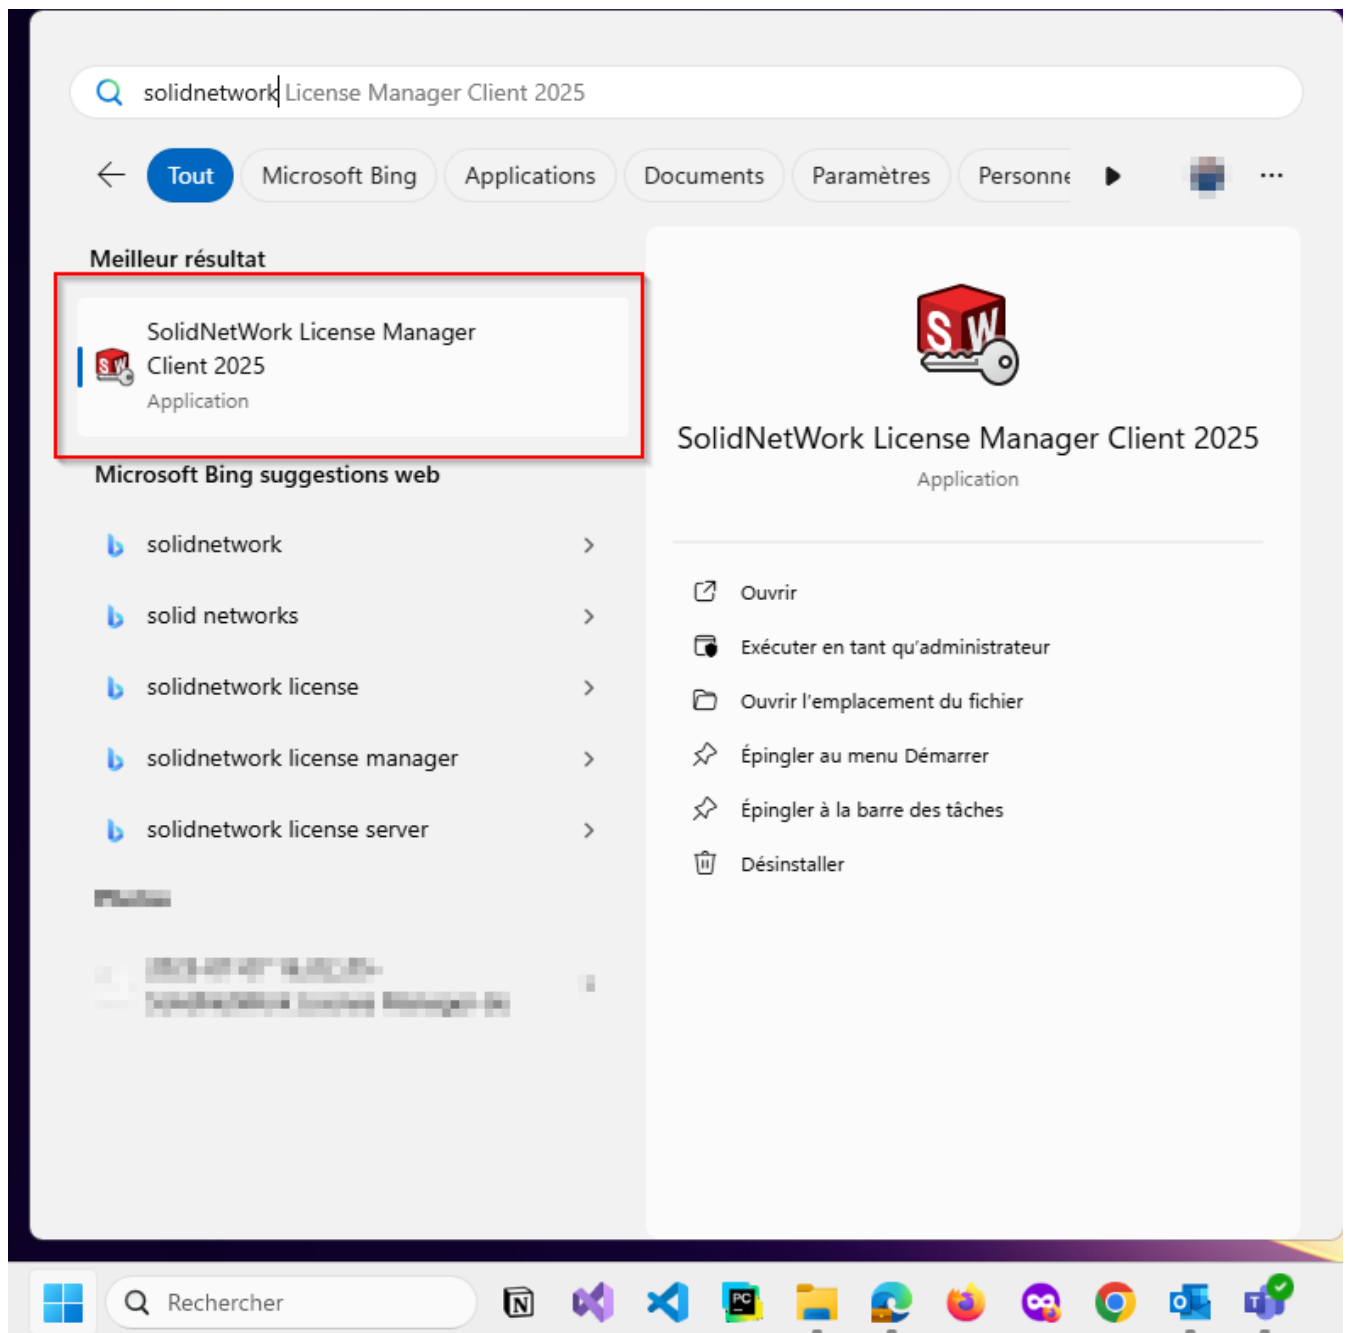 solidnetwork License Manager Client 2025
Tout Microsoft Bing Applications Documents Paramètres Personne
Meilleur résultat
SolidNetWork License Manager
Client 2025
Application
Microsoft Bing suggestions web
solidnetwork
solid networks
solidnetwork license
solidnetwork license manager
solidnetwork license server
SW
SolidNetWork License Manager Client 2025
Application
Ouvrir
Exécuter en tant qu'administrateur
Ouvrir l'emplacement du fichier
Épingler au menu Démarrer
Épingler à la barre des tâches
Désinstaller
Rechercher